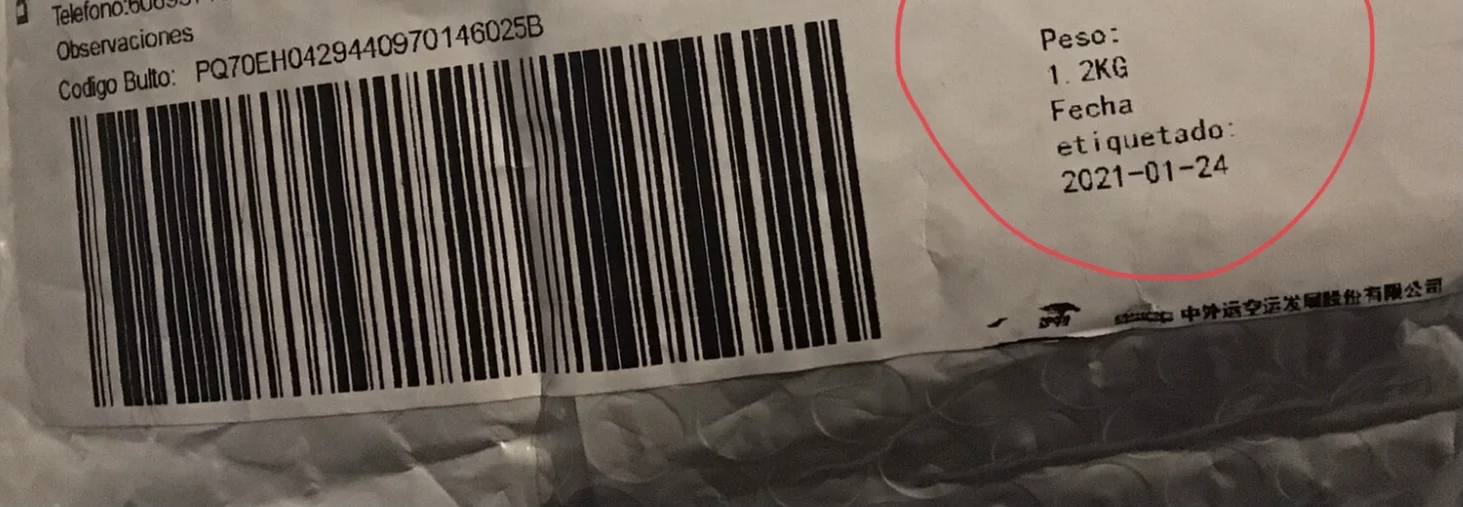 Telefono:
Observaciones
Codigo Bulto: PQ70EH0429440970146025B
Peso:
1. 2KG
Fecha
etiquetado:
2021-01-24
中外运空运发展股份有限公司